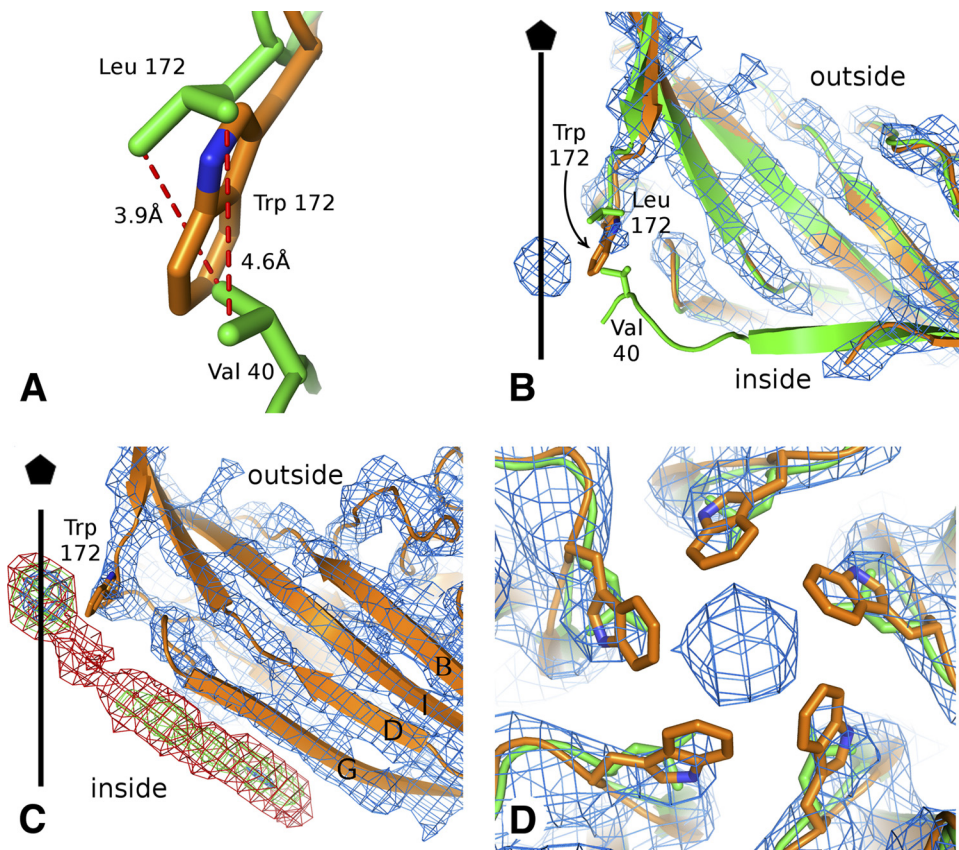 Leu 172
Trp 172
3.9Å
4.6Å
Val 40
A
outside
Trp
172
Leu
172
Val
40
inside
B
outside
Trp
172
B
I
D
G
inside
C
D